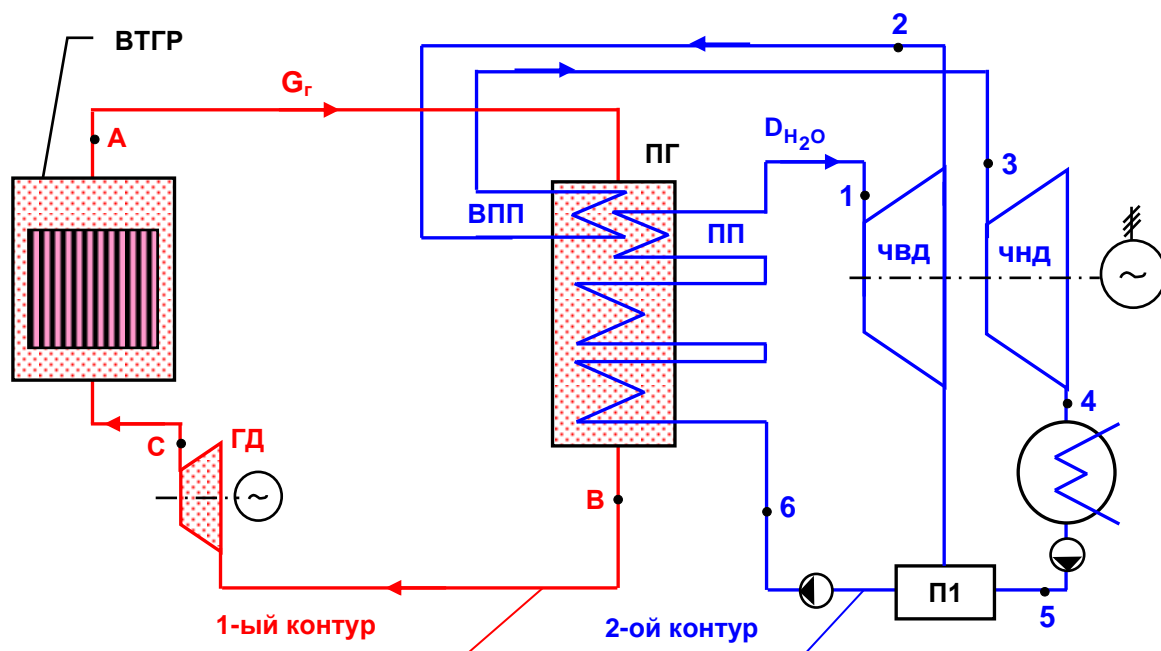 ВТГР
2
Gг
А
ПГ
DH2O
3
1
ВПП
ПП
чвд
чнд
~
4
С
ГД
~
В
6
П1
5
1-ый контур
2-ой контур